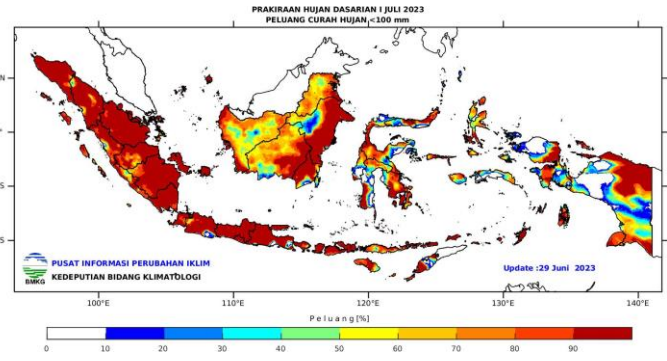 PRAKIRAAN HUJAN DASARIAN I JULI 2023
PELUANG CURAH HUJAN <100 mm
N
S
S
PUSAT INFORMASI PERUBAHAN IKLIM
KEDEPUTIAN BIDANG KLIMATOLOGI
BMKG
Update :29 Juni 2023
100°E 110°E 120°E 130°E 140°E
Peluang[%]
0 10 20 30 40 50 60 70 80 90